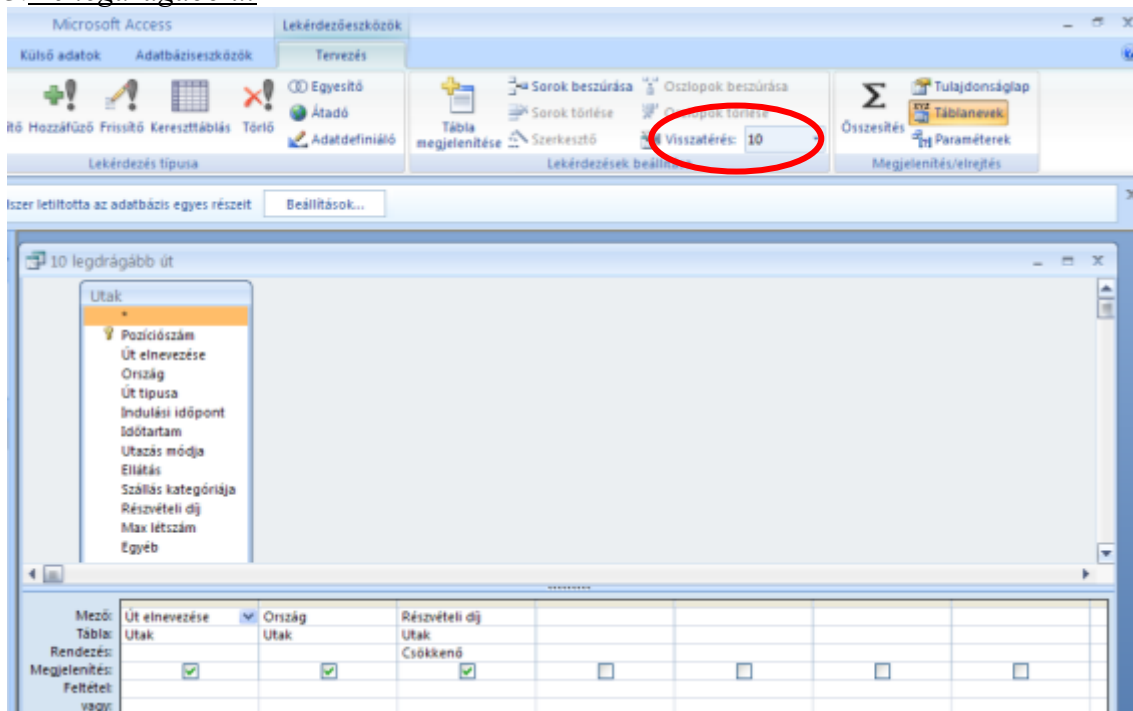 Microsoft Access
Lekérdezőeszközök
Külső adatok Adatbáziseszközök Tervezés
Hozzáfűző Frissítő Kereszttáblás Törlő
Egyesítő
Átadó
Adatdefiniáló
Lekérdezés típusa
Tábla megjelenítése
Sorok beszúrása
Sorok törlése
Szerkesztő
Oszlopok beszúrása
Oszlopok törlése
Visszatérés: 10
Lekérdezések
Összesítés
Tulajdonságlap
Táblanevek
Paraméterek
Megjelenítés/elrejtés
letiltotta az adatbázis egyes részeit Beállítások...
10 legdrágább út
Utak
*
Pozíciószám
Út elnevezése
Ország
Út tipusa
Indulási időpont
Időtartam
Utazás módja
Ellátás
Szállás kategóriája
Részvételi díj
Max létszám
Egyéb
Mező: Út elnevezése Ország Részvételi díj
Tábla: Utak Utak Utak
Rendezés: Csökkenő
Megjelenítés:
Feltétel:
vagy: